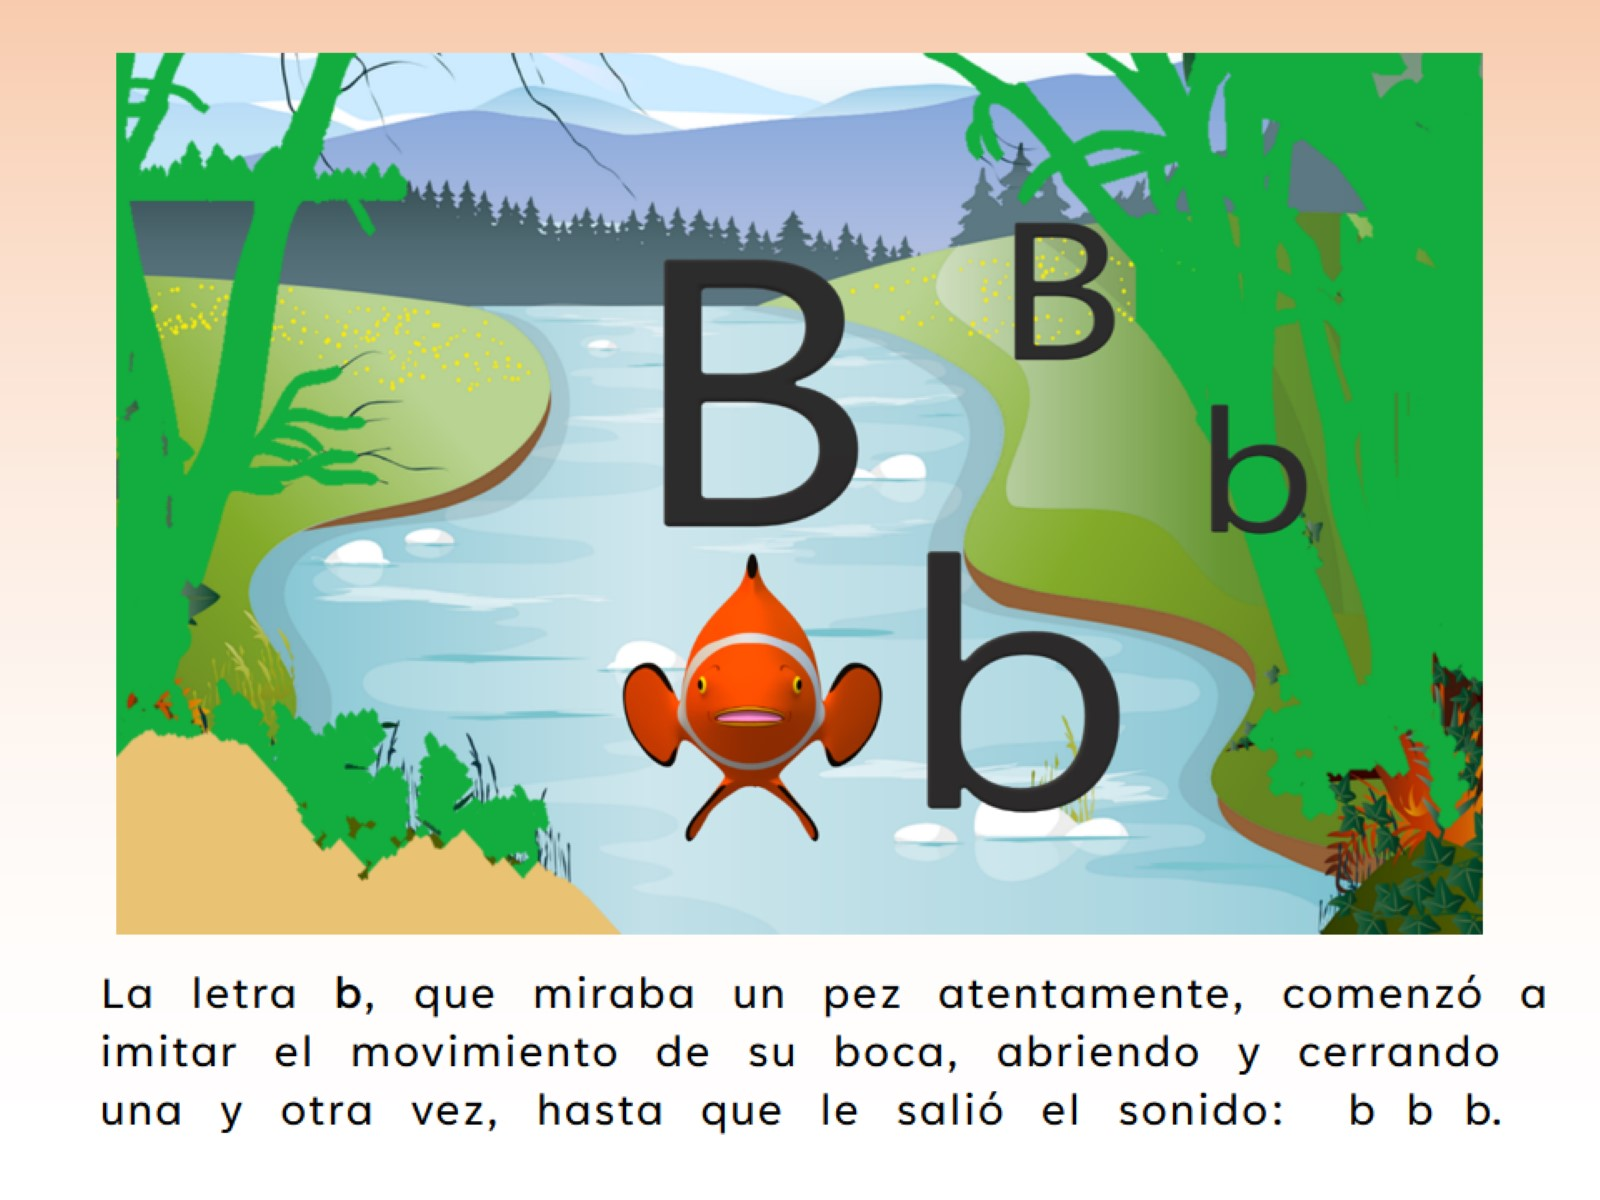 B
B
b
b
La letra b, que miraba un pez atentamente, comenzó a
imitar el movimiento de su boca, abriendo y cerrando
una y otra vez, hasta que le salió el sonido: b b b.